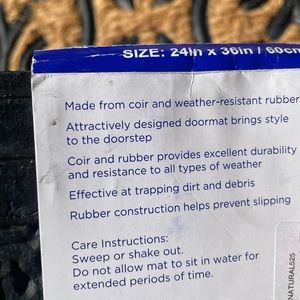 SIZE: 24in x 36in / 60cm
Made from coir and weather-resistant rubber
Attractively designed doormat brings style
to the doorstep
Coir and rubber provides excellent durability
and resistance to all types of weather
Effective at trapping dirt and debris
Rubber construction helps prevent slipping
Care Instructions:
Sweep or shake out.
Do not allow mat to sit in water for
extended periods of time.
NATURAL525